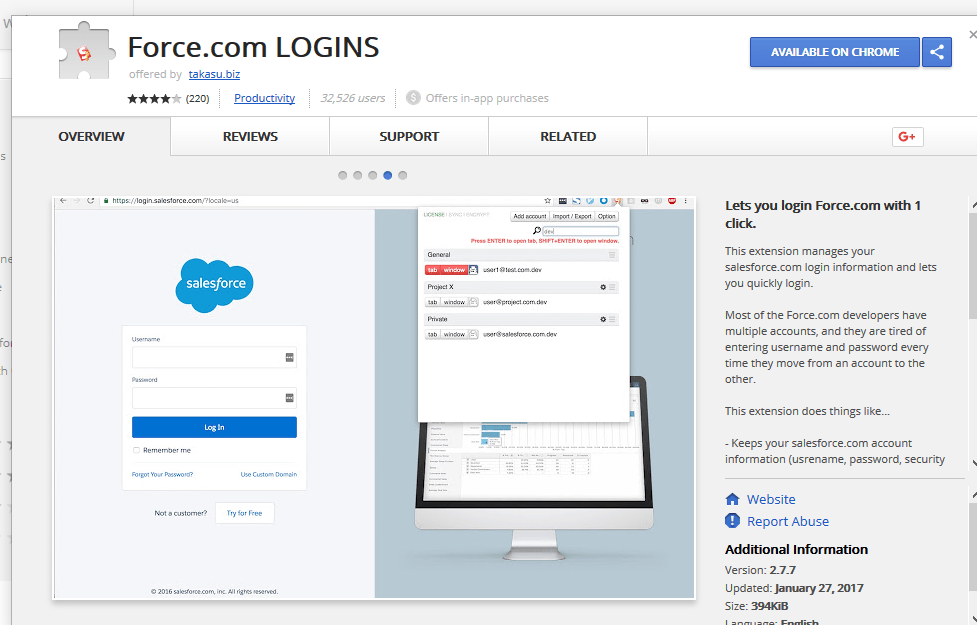 Force.com LOGINS
offered by takasu.biz
(220) Productivity 32,526 users Offers in-app purchases
AVAILABLE ON CHROME
OVERVIEW REVIEWS SUPPORT RELATED
G+
https://login.salesforce.com/?locale=us
salesforce
Username
Password
Log In
Remember me
Forgot Your Password? Use Custom Domain
Not a customer? Try for Free
© 2016 salesforce.com, inc. All rights reserved.
LICENSE / SYNC / ENCRYPT Add account Import / Export Option
dev
Press ENTER to open tab, SHIFT+ENTER to open window.
General
tab window user1@test.com.dev
Project X
tab window user@project.com.dev
Private
tab window user@salesforce.com.dev
Lets you login Force.com with 1
click.
This extension manages your
salesforce.com login information and lets
you quickly login.
Most of the Force.com developers have
multiple accounts, and they are tired of
entering username and password every
time they move from an account to the
other.
This extension does things like...
- Keeps your salesforce.com account
information (usrename, password, security
Website
Report Abuse
Additional Information
Version: 2.7.7
Updated: January 27, 2017
Size: 394KiB
Language: English